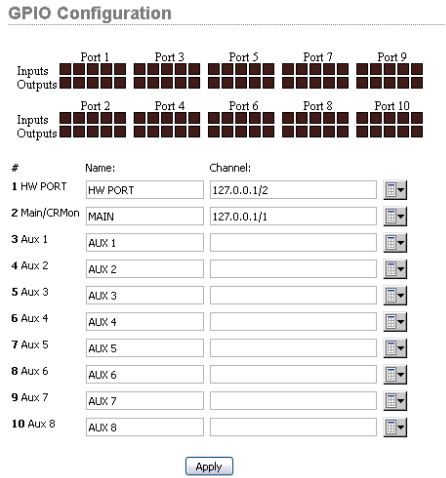 GPIO Configuration
Port 1 Port 3 Port 5 Port 7 Port 9
Inputs
Outputs
Port 2 Port 4 Port 6 Port 8 Port 10
Inputs
Outputs
# Name: Channel:
1 HW PORT HW PORT 127.0.0.1/2
2 Main/CRMon MAIN 127.0.0.1/1
3 Aux 1 AUX 1
4 Aux 2 AUX 2
5 Aux 3 AUX 3
6 Aux 4 AUX 4
7 Aux 5 AUX 5
8 Aux 6 AUX 6
9 Aux 7 AUX 7
10 Aux 8 AUX 8
Apply